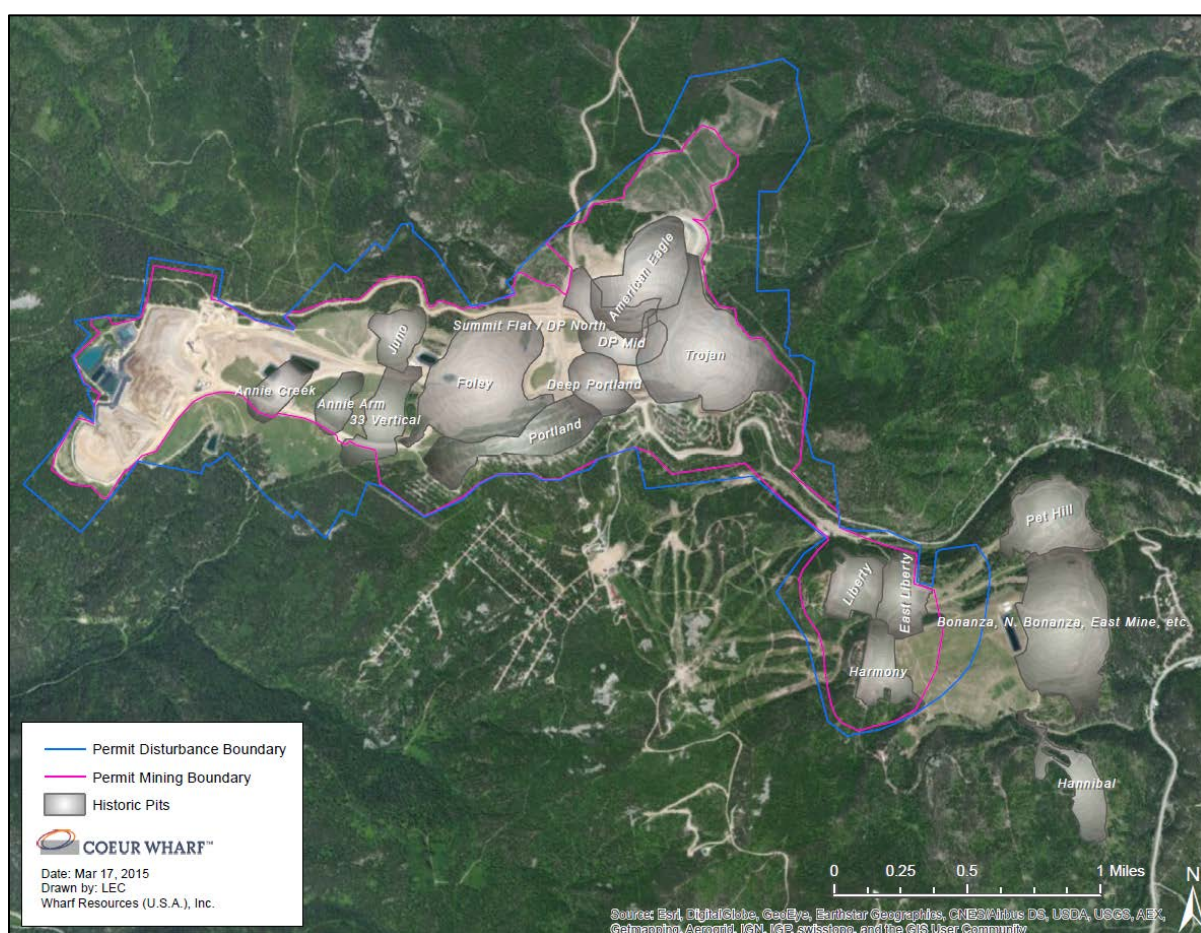 American Eagle
Juno
Summit Flat / DP North
DP Mid
Trojan
Annie Creek
Foley
Deep Portland
Annie Arm
33 Vertical
Portland
Pet Hill
Liberty
East Liberty
Bonanza, N. Bonanza, East Mine, etc.
Harmony
Hannibal
Permit Disturbance Boundary
Permit Mining Boundary
Historic Pits
COEUR WHARF™
Date: Mar 17, 2015
Drawn by: LEC
Wharf Resources (U.S.A.), Inc.
0 0.25 0.5 1 Miles
N
Source: Esri, DigitalGlobe, GeoEye, Earthstar Geographics, CNES/Airbus DS, USDA, USGS, AEX,
Getmapping, Aerogrid, IGN, IGP, swisstopo, and the GIS User Community